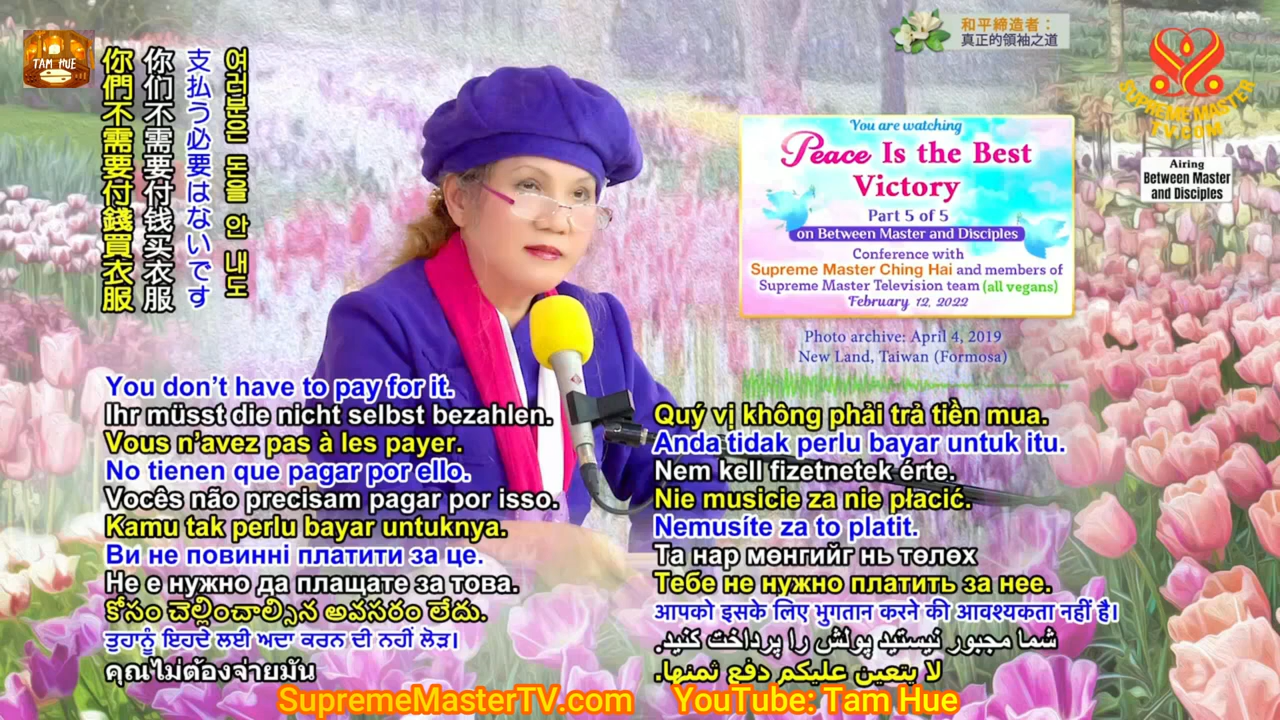 TAM HUE
和平締造者：
真正的領袖之道
SUPREME MASTER
TV.COM
Airing
Between Master
and Disciples
You are watching
Peace Is the Best
Victory
Part 5 of 5
on Between Master and Disciples
Conference with
Supreme Master Ching Hai and members of
Supreme Master Television team (all vegans)
February 12, 2022
Photo archive: April 4, 2019
New Land, Taiwan (Formosa)
여러분은 돈을 안 내도
支払う必要はないです
你们不需要付钱买衣服
你們不需要付錢買衣服
You don't have to pay for it.
Ihr müsst die nicht selbst bezahlen.
Vous n'avez pas à les payer.
No tienen que pagar por ello.
Vocês não precisam pagar por isso.
Kamu tak perlu bayar untuknya.
Ви не повинні платити за це.
Не е нужно да плащате за това.
కోసం చెల్లించాల్సిన అవసరం లేదు.
ਤੁਹਾਨੂੰ ਇਹਦੇ ਲਈ ਅਦਾ ਕਰਨ ਦੀ ਨਹੀਂ ਲੋੜ।
คุณไม่ต้องจ่ายมัน
Quý vị không phải trả tiền mua.
Anda tidak perlu bayar untuk itu.
Nem kell fizetnetek érte.
Nie musicie za nie płacić.
Nemusíte za to platit.
Та нар мөнгийг нь төлөх
Тебе не нужно платить за нее.
आपको इसके लिए भुगतान करने की आवश्यकता नहीं है।
شما مجبور نیستید پولش را پرداخت کنید.
لا يتعين عليكم دفع ثمنها.
SupremeMasterTV.com YouTube: Tam Hue